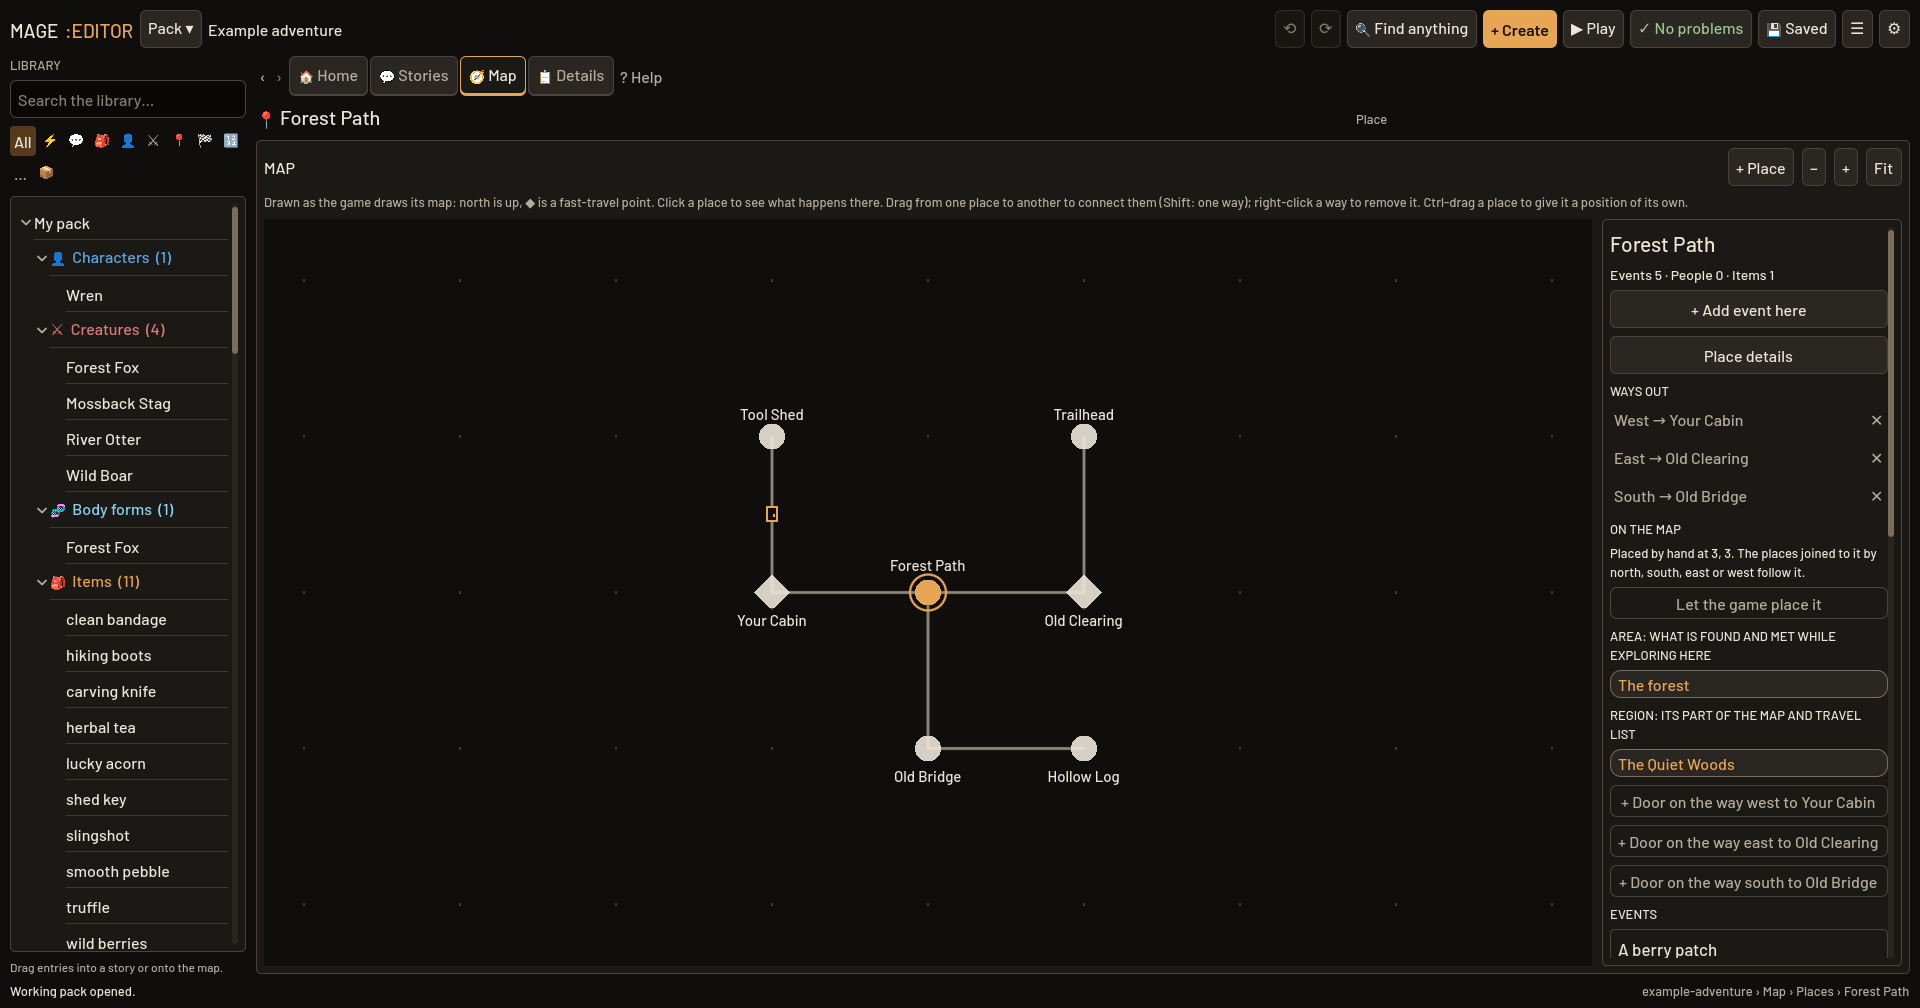 MAGE :EDITOR
Pack ▾
Example adventure
Find anything
+ Create
▶ Play
✓ No problems
Saved
LIBRARY
Search the library...
All
...
My pack
Characters (1)
Wren
Creatures (4)
Forest Fox
Mossback Stag
River Otter
Wild Boar
Body forms (1)
Forest Fox
Items (11)
clean bandage
hiking boots
carving knife
herbal tea
lucky acorn
shed key
slingshot
smooth pebble
truffle
wild berries
Drag entries into a story or onto the map.
Working pack opened.
‹ ›
Home
Stories
Map
Details
? Help
Forest Path
Place
MAP
+ Place
−
+
Fit
Drawn as the game draws its map: north is up, ◆ is a fast-travel point. Click a place to see what happens there. Drag from one place to another to connect them (Shift: one way); right-click a way to remove it. Ctrl-drag a place to give it a position of its own.
Tool Shed
Trailhead
Forest Path
Your Cabin
Old Clearing
Old Bridge
Hollow Log
Forest Path
Events 5 · People 0 · Items 1
+ Add event here
Place details
WAYS OUT
West → Your Cabin ✕
East → Old Clearing ✕
South → Old Bridge ✕
ON THE MAP
Placed by hand at 3, 3. The places joined to it by
north, south, east or west follow it.
Let the game place it
AREA: WHAT IS FOUND AND MET WHILE
EXPLORING HERE
The forest
REGION: ITS PART OF THE MAP AND TRAVEL
LIST
The Quiet Woods
+ Door on the way west to Your Cabin
+ Door on the way east to Old Clearing
+ Door on the way south to Old Bridge
EVENTS
A berry patch
example-adventure › Map › Places › Forest Path